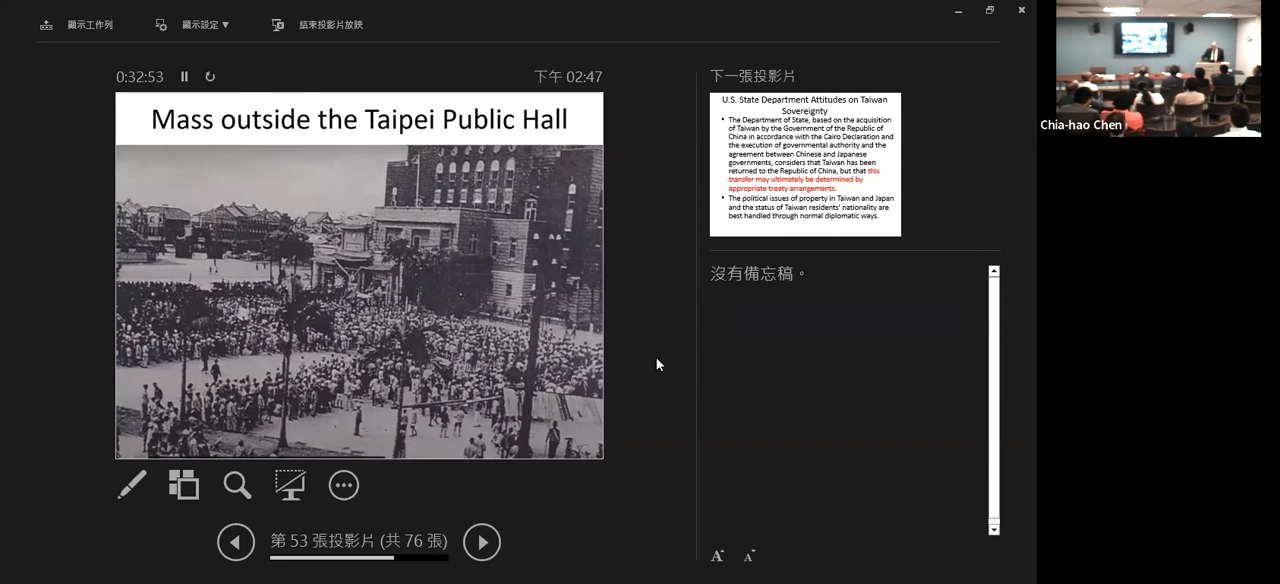 顯示工作列
顯示設定 ▼
結束投影片放映
0:32:53
下午 02:47
Mass outside the Taipei Public Hall
第 53 張投影片 (共 76 張)
下一張投影片
U.S. State Department Attitudes on Taiwan
Sovereignty
• The Department of State, based on the acquisition
of Taiwan by the Government of the Republic of
China in accordance with the Cairo Declaration and
the execution of governmental authority and the
agreement between Chinese and Japanese
governments, considers that Taiwan has been
returned to the Republic of China, but that this
transfer may ultimately be determined by
appropriate treaty arrangements.
• The political issues of property in Taiwan and Japan
and the status of Taiwan residents' nationality are
best handled through normal diplomatic ways.
沒有備忘稿。
A A
Chia-hao Chen